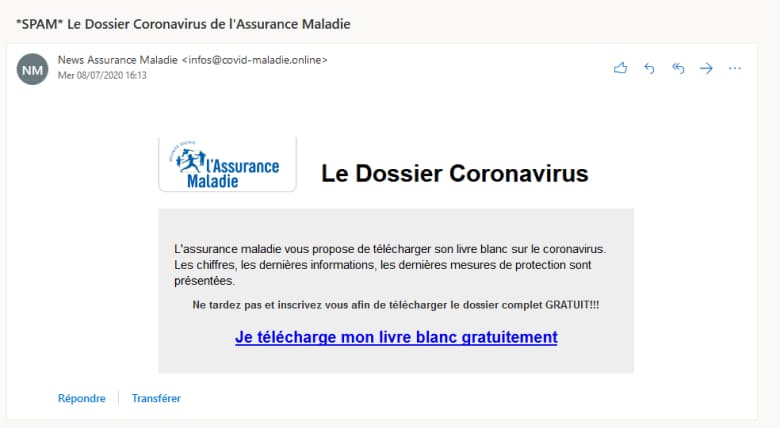 *SPAM* Le Dossier Coronavirus de l'Assurance Maladie
NM
News Assurance Maladie <infos@covid-maladie.online>
Mer 08/07/2020 16:13
l'Assurance
Maladie
Le Dossier Coronavirus
L'assurance maladie vous propose de télécharger son livre blanc sur le coronavirus.
Les chiffres, les dernières informations, les dernières mesures de protection sont
présentées.
Ne tardez pas et inscrivez vous afin de télécharger le dossier complet GRATUIT!!!
Je télécharge mon livre blanc gratuitement
Répondre
Transférer